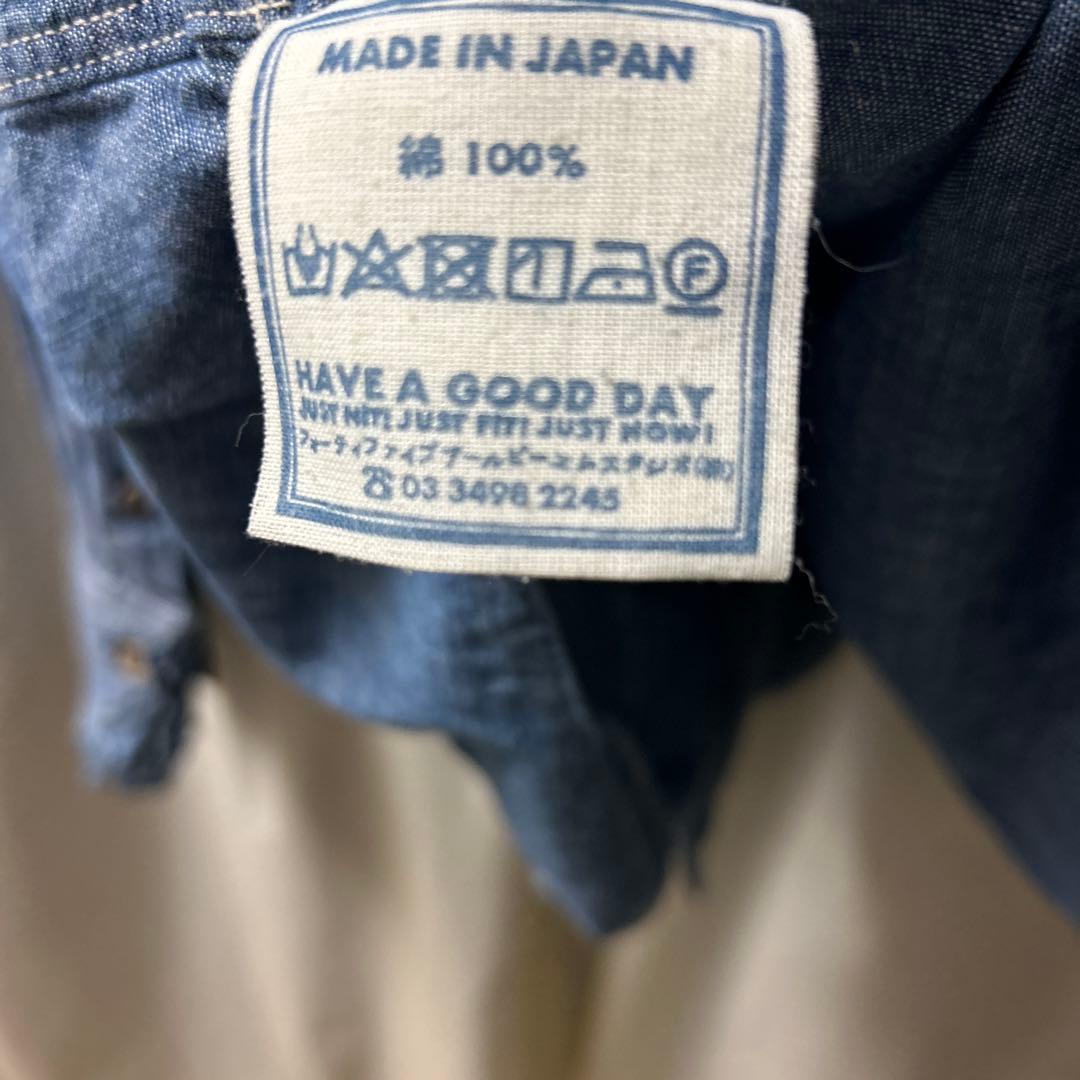 MADE IN JAPAN
綿 100%
F
HAVE A GOOD DAY
JUST NIT! JUST FIT! JUST NOW!
フォーティファイブアールピーエムスタジオ(株)
☎03 3498 2245